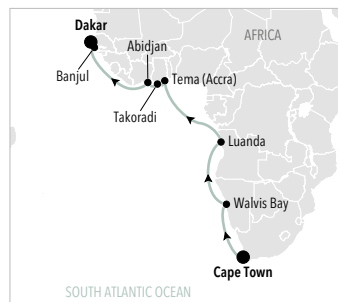 Dakar
Abidjan
AFRICA
Banjul
Tema (Accra)
Takoradi
Luanda
Walvis Bay
Cape Town
SOUTH ATLANTIC OCEAN